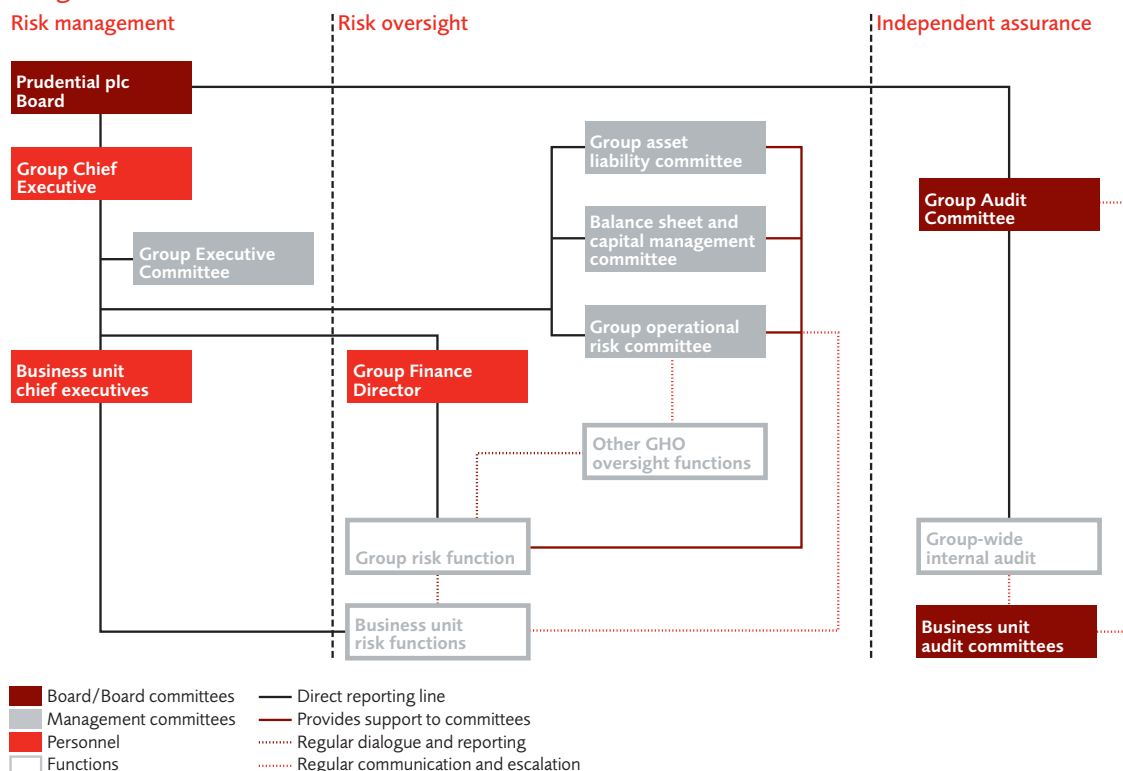 Risk management
Risk oversight
Independent assurance
Prudential plc
Board
Group Chief
Executive
Group Executive
Committee
Business unit
chief executives
Group Finance
Director
Group asset
liability committee
Balance sheet and
capital management
committee
Group operational
risk committee
Other GHO
oversight functions
Group risk function
Business unit
risk functions
Group Audit
Committee
Group-wide
internal audit
Business unit
audit committees
Board/Board committees
Management committees
Personnel
Functions
Direct reporting line
Provides support to committees
Regular dialogue and reporting
Regular communication and escalation